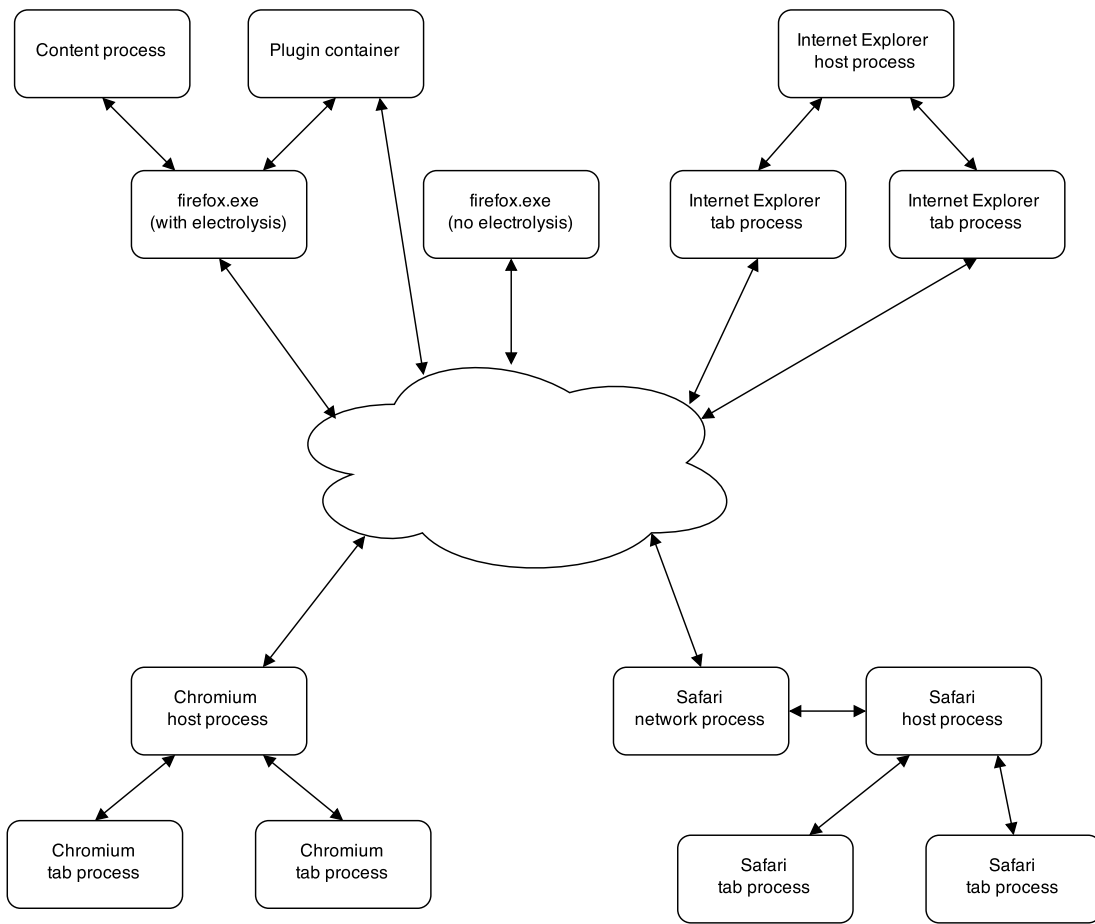 Content process
Plugin container
Internet Explorer
host process
firefox.exe
(with electrolysis)
firefox.exe
(no electrolysis)
Internet Explorer
tab process
Internet Explorer
tab process
Chromium
host process
Safari
network process
Safari
host process
Chromium
tab process
Chromium
tab process
Safari
tab process
Safari
tab process